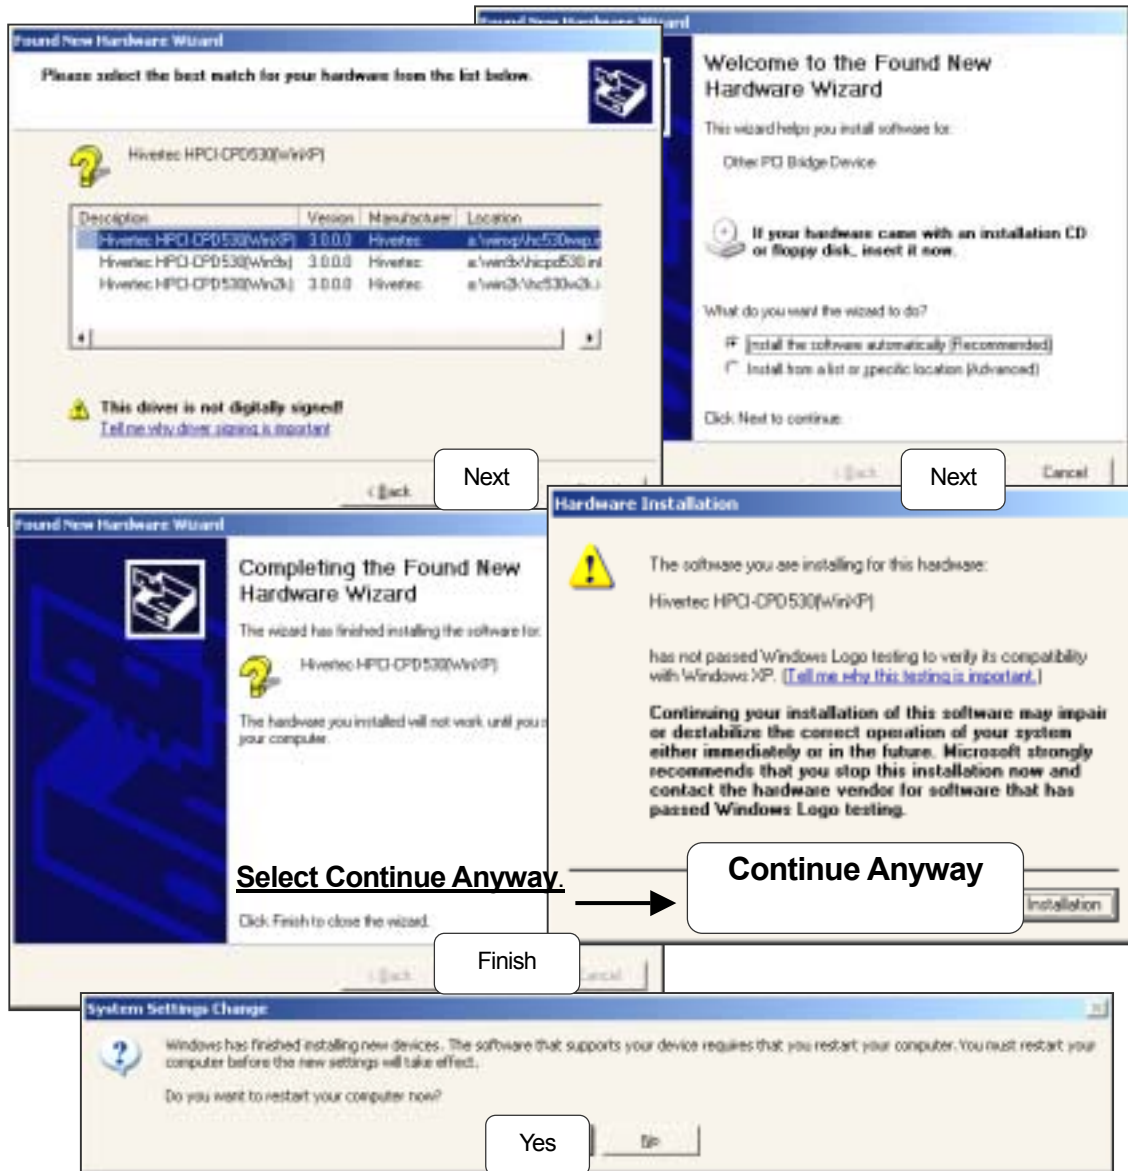 Found New Hardware Wizard
Please select the best match for your hardware from the list below.
Hivertec HPCI-CPD530(WinXP)
Description Version Manufacturer Location
Hivertec HPCI-CPD530(WinXP) 3.0.0.0 Hivertec a:\winxp\hc530wxp.i
Hivertec HPCI-CPD530(Win9x) 3.0.0.0 Hivertec a:\win9x\hicpd530.inf
Hivertec HPCI-CPD530(Win2k) 3.0.0.0 Hivertec a:\win2k\hc530w2k.i
This driver is not digitally signed!
Tell me why driver signing is important
< Back
Next
Found New Hardware Wizard
Welcome to the Found New
Hardware Wizard
This wizard helps you install software for:
Other PCI Bridge Device
If your hardware came with an installation CD
or floppy disk, insert it now.
What do you want the wizard to do?
Install the software automatically (Recommended)
Install from a list or specific location (Advanced)
Click Next to continue.
< Back
Next
Cancel
Found New Hardware Wizard
Completing the Found New
Hardware Wizard
The wizard has finished installing the software for:
Hivertec HPCI-CPD530(WinXP)
The hardware you installed will not work until you
your computer.
Select Continue Anyway.
Click Finish to close the wizard.
< Back
Finish
Cancel
Hardware Installation
The software you are installing for this hardware:
Hivertec HPCI-CPD530(WinXP)
has not passed Windows Logo testing to verify its compatibility
with Windows XP. (Tell me why this testing is important.)
Continuing your installation of this software may impair
or destabilize the correct operation of your system
either immediately or in the future. Microsoft strongly
recommends that you stop this installation now and
contact the hardware vendor for software that has
passed Windows Logo testing.
Continue Anyway
Installation
System Settings Change
Windows has finished installing new devices. The software that supports your device requires that you restart your computer. You must restart your
computer before the new settings will take effect.
Do you want to restart your computer now?
Yes
No